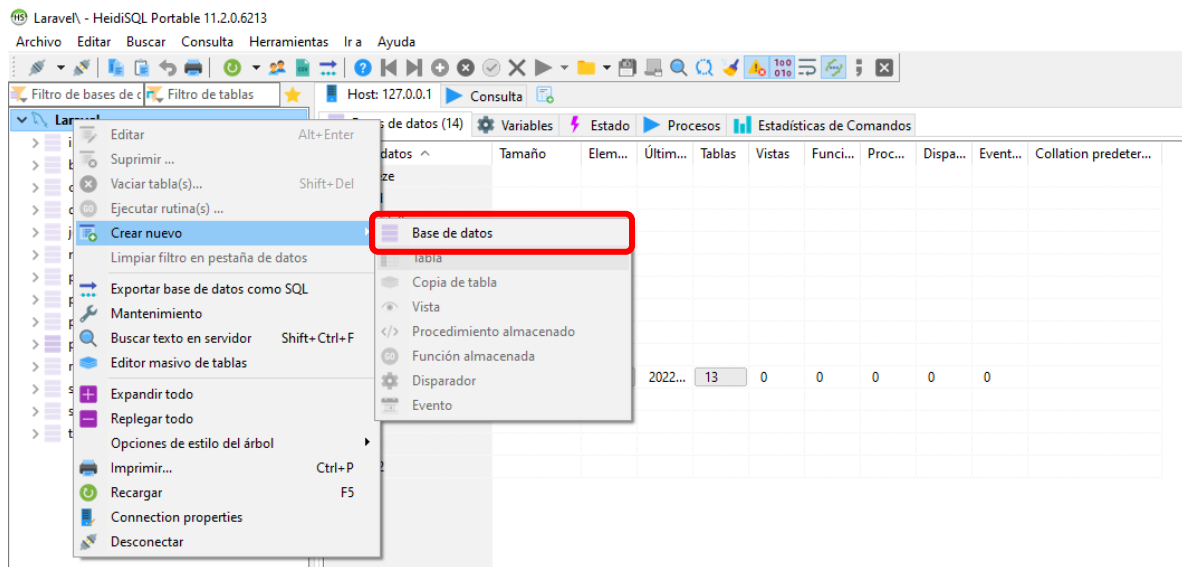 Laravel\ - HeidiSQL Portable 11.2.0.6213
Archivo Editar Buscar Consulta Herramientas Ir a Ayuda
Filtro de bases de c Filtro de tablas Host: 127.0.0.1 Consulta
de datos (14) Variables Estado Procesos Estadísticas de Comandos
datos Tamaño Elem... Últim... Tablas Vistas Funci... Proc... Dispa... Event... Collation predeter...
Editar Alt+Enter
Suprimir ...
Vaciar tabla(s)... Shift+Del
Ejecutar rutina(s) ...
Crear nuevo
Limpiar filtro en pestaña de datos
Exportar base de datos como SQL
Mantenimiento
Buscar texto en servidor Shift+Ctrl+F
Editor masivo de tablas
Expandir todo
Replegar todo
Opciones de estilo del árbol
Imprimir... Ctrl+P
Recargar F5
Connection properties
Desconectar
Base de datos
Tabla
Copia de tabla
Vista
Procedimiento almacenado
Función almacenada
Disparador
Evento
2022... 13 0 0 0 0 0